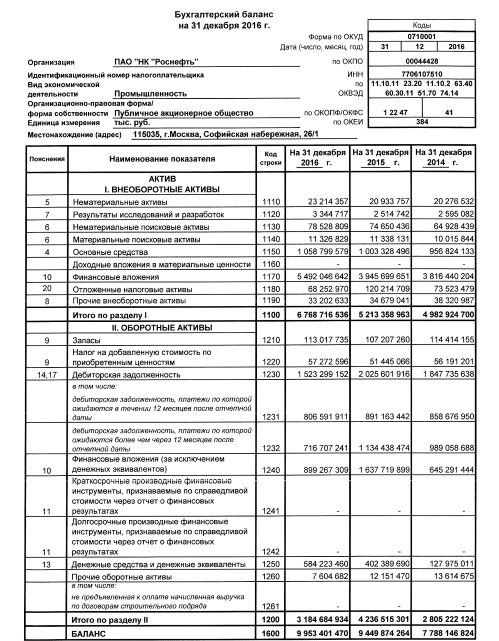 Бухгалтерский баланс
на 31 декабря 2016 г.
Коды
Форма по ОКУД 0710001
Дата (число, месяц, год) 31 12 2016
Организация ПАО "НК "Роснефть" по ОКПО 00044428
Идентификационный номер налогоплательщика ИНН 7706107510
Вид экономической по 11.10.11 23.20 11.10.2 63.40
деятельности Промышленность ОКВЭД 60.30.11 51.70 74.14
Организационно-правовая форма/
форма собственности Публичное акционерное общество по ОКОПФ/ОКФС 1 22 47 41
Единица измерения тыс. руб. по ОКЕИ 384
Местонахождение (адрес) 115035, г.Москва, Софийская набережная, 26/1
Пояснения Наименование показателя Код строки На 31 декабря 2016 г. На 31 декабря 2015 г. На 31 декабря 2014 г.
АКТИВ
I. ВНЕОБОРОТНЫЕ АКТИВЫ
5 Нематериальные активы 1110 23 214 357 20 933 757 20 276 532
7 Результаты исследований и разработок 1120 3 344 717 2 514 742 2 595 082
6 Нематериальные поисковые активы 1130 78 528 809 74 650 436 64 928 439
6 Материальные поисковые активы 1140 11 326 829 11 338 131 10 015 844
4 Основные средства 1150 1 058 799 579 1 003 328 496 956 824 133
Доходные вложения в материальные ценности 1160 - - -
10 Финансовые вложения 1170 5 492 046 642 3 945 699 651 3 816 440 204
20 Отложенные налоговые активы 1180 68 252 970 120 214 709 73 523 479
8 Прочие внеоборотные активы 1190 33 202 633 34 679 041 38 320 987
Итого по разделу I 1100 6 768 716 536 5 213 358 963 4 982 924 700
II. ОБОРОТНЫЕ АКТИВЫ
9 Запасы 1210 113 017 735 107 207 260 114 414 155
Налог на добавленную стоимость по
9 приобретенным ценностям 1220 57 272 596 51 445 066 56 191 201
14,17 Дебиторская задолженность 1230 1 523 299 152 2 025 601 916 1 847 735 638
в том числе:
дебиторская задолженность, платежи по которой
ожидаются в течении 12 месяцев после отчетной
даты 1231 806 591 911 891 163 442 858 676 950
дебиторская задолженность, платежи по которой
ожидаются более чем через 12 месяцев после
отчетной даты 1232 716 707 241 1 134 438 474 989 058 688
Финансовые вложения (за исключением
10 денежных эквивалентов) 1240 899 267 309 1 637 719 899 645 291 444
Краткосрочные производные финансовые
инструменты, признаваемые по справедливой
стоимости через отчет о финансовых
11 результатах 1241 - - -
Долгосрочные производные финансовые
инструменты, признаваемые по справедливой
стоимости через отчет о финансовых
11 результатах 1242 - - -
13 Денежные средства и денежные эквиваленты 1250 584 223 460 402 389 690 127 975 011
Прочие оборотные активы 1260 7 604 682 12 151 470 13 614 675
в том числе:
не предъявленная к оплате начисленная выручка
по договорам строительного подряда 1261 - - -
Итого по разделу II 1200 3 184 684 934 4 236 515 301 2 805 222 124
БАЛАНС 1600 9 953 401 470 9 449 874 264 7 788 146 824